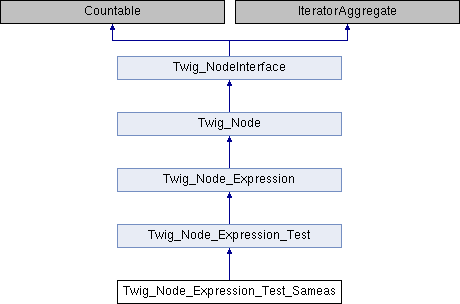 Countable
IteratorAggregate
Twig_NodeInterface
Twig_Node
Twig_Node_Expression
Twig_Node_Expression_Test
Twig_Node_Expression_Test_Sameas